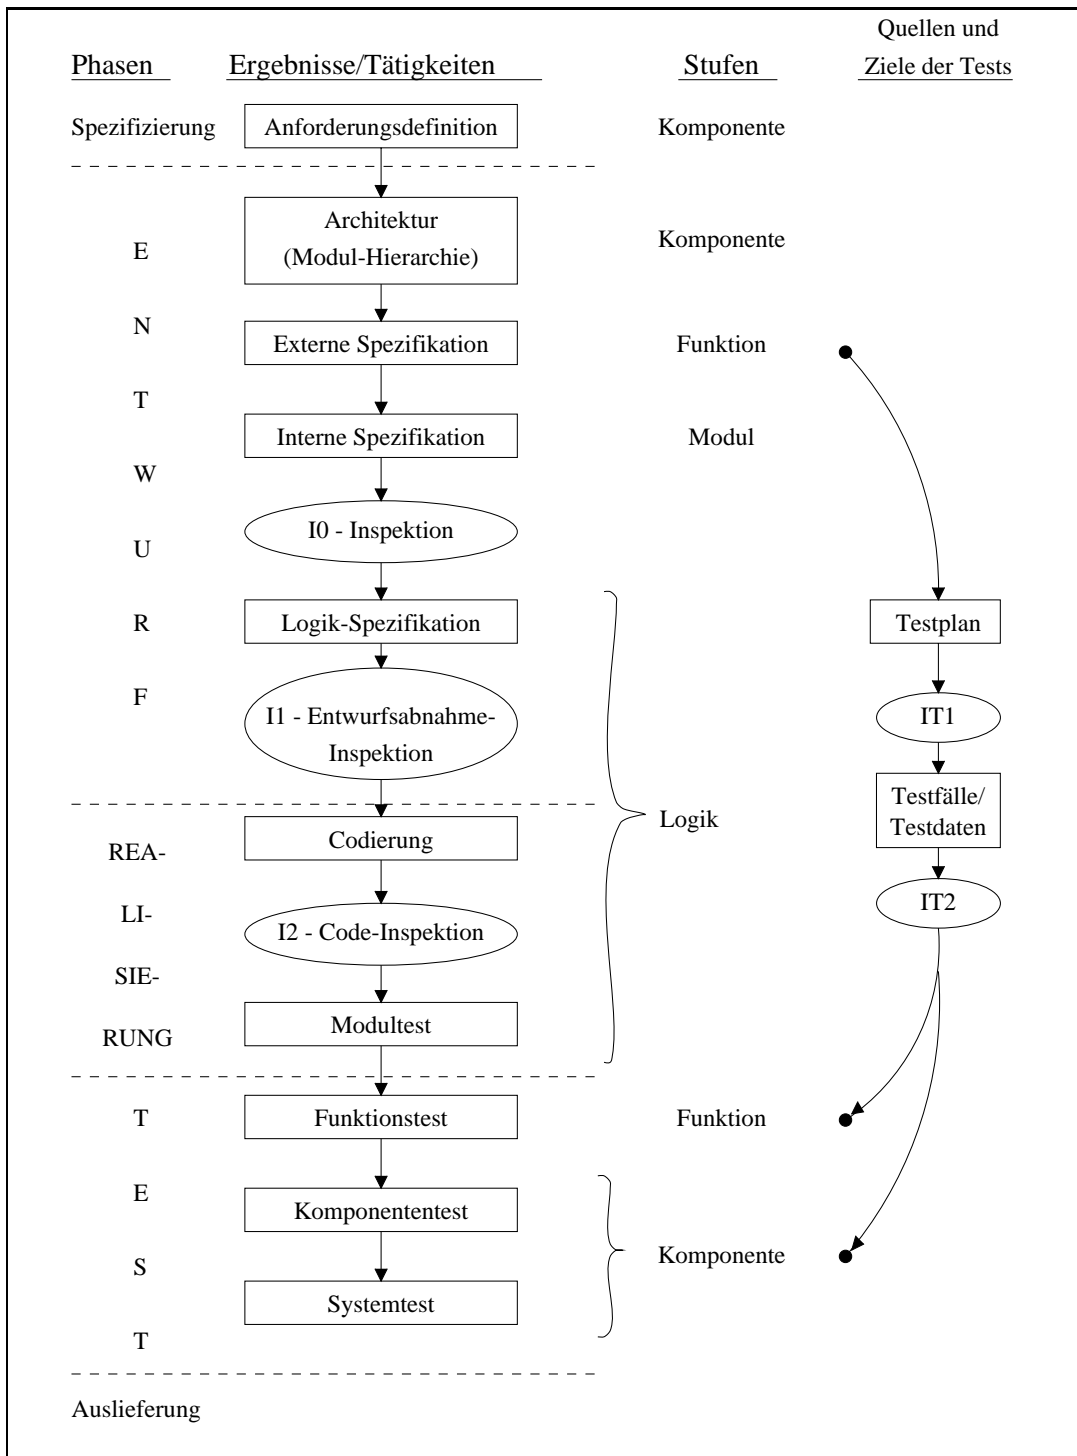 Quellen und
Phasen Ergebnisse/Tätigkeiten Stufen Ziele der Tests
Spezifizierung Anforderungsdefinition Komponente
Architektur
(Modul-Hierarchie) Komponente
E
N
Externe Spezifikation Funktion
T
Interne Spezifikation Modul
W
I0 - Inspektion
U
R Logik-Spezifikation Testplan
F
I1 - Entwurfsabnahme-
Inspektion
IT1
Testfälle/
Testdaten
Logik
Codierung
REA-
IT2
LI-
I2 - Code-Inspektion
SIE-
RUNG Modultest
T Funktionstest Funktion
E
Komponententest
S Komponente
Systemtest
T
Auslieferung